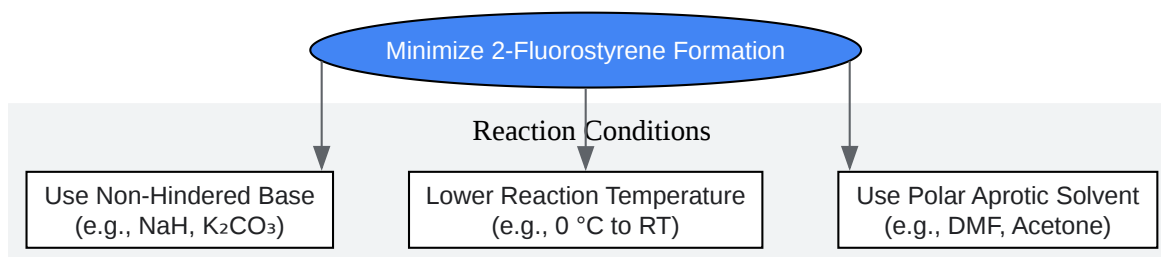 Minimize 2-Fluorostyrene Formation
Reaction Conditions
Use Non-Hindered Base
(e.g., NaH, K₂CO₃)
Lower Reaction Temperature
(e.g., 0 °C to RT)
Use Polar Aprotic Solvent
(e.g., DMF, Acetone)